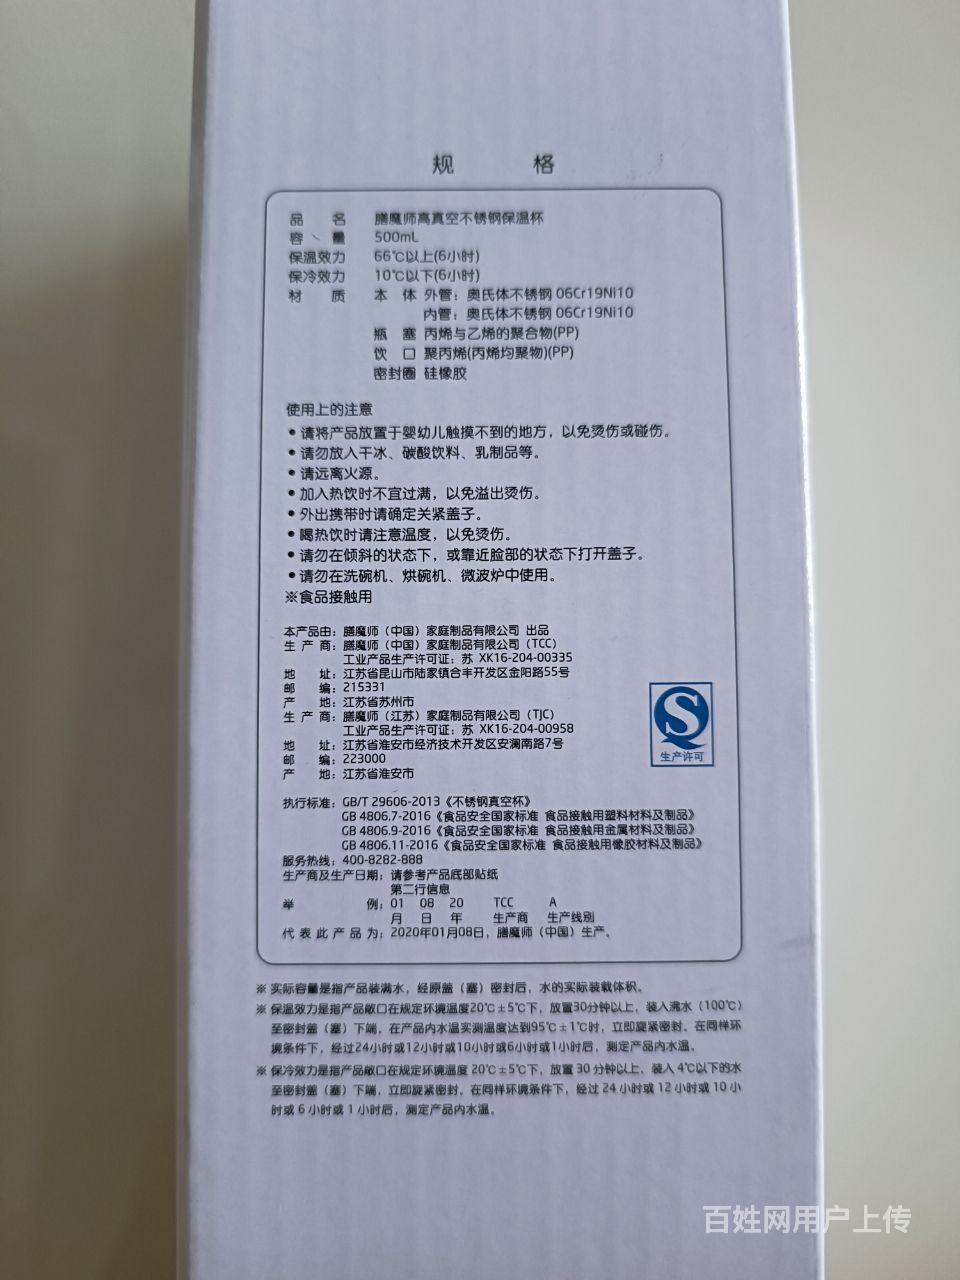 规 格
品 名 膳魔师高真空不锈钢保温杯
容 量 500mL
保温效力 66℃以上(6小时)
保冷效力 10℃以下(6小时)
材 质 本 体 外管：奥氏体不锈钢 06Cr19Ni10
内管：奥氏体不锈钢 06Cr19Ni10
瓶 塞 丙烯与乙烯的聚合物(PP)
饮 口 聚丙烯(丙烯均聚物)(PP)
密封圈 硅橡胶
使用上的注意
• 请将产品放置于婴幼儿触摸不到的地方，以免烫伤或碰伤。
• 请勿放入干冰、碳酸饮料、乳制品等。
• 请远离火源。
• 加入热饮时不宜过满，以免溢出烫伤。
• 外出携带时请确定关紧盖子。
• 喝热饮时请注意温度，以免烫伤。
• 请勿在倾斜的状态下，或靠近脸部的状态下打开盖子。
• 请勿在洗碗机、烘碗机、微波炉中使用。
※食品接触用
本产品由：膳魔师（中国）家庭制品有限公司 出品
生 产 商：膳魔师（中国）家庭制品有限公司（TCC）
工业产品生产许可证：苏 XK16-204-00335
地 址：江苏省昆山市陆家镇合丰开发区金阳路55号
邮 编：215331
产 地：江苏省苏州市
生 产 商：膳魔师（江苏）家庭制品有限公司（TJC）
工业产品生产许可证：苏 XK16-204-00958
地 址：江苏省淮安市经济技术开发区安澜南路7号
邮 编：223000
产 地：江苏省淮安市
生产许可
执行标准：GB/T 29606-2013《不锈钢真空杯》
GB 4806.7-2016《食品安全国家标准 食品接触用塑料材料及制品》
GB 4806.9-2016《食品安全国家标准 食品接触用金属材料及制品》
GB 4806.11-2016《食品安全国家标准 食品接触用橡胶材料及制品》
服务热线：400-8282-888
生产商及生产日期：请参考产品底部贴纸
第二行信息
举 例：01 08 20 TCC A
月 日 年 生产商 生产线别
代 表 此 产 品 为：2020年01月08日，膳魔师（中国）生产。
※ 实际容量是指产品装满水，经原盖（塞）密封后，水的实际装载体积。
※ 保温效力是指产品敞口在规定环境温度20℃±5℃下，放置30分钟以上，装入沸水（100℃）
至密封盖（塞）下端，在产品内水温实测温度达到95℃±1℃时，立即旋紧密封。在同样环
境条件下，经过24小时或12小时或10小时或6小时或1小时后，测定产品内水温。
※ 保冷效力是指产品敞口在规定环境温度 20℃±5℃下，放置 30 分钟以上，装入 4℃以下的水
至密封盖（塞）下端，立即旋紧密封。在同样环境条件下，经过 24 小时或 12 小时或 10 小
时或 6 小时或 1 小时后，测定产品内水温。
百姓网用户上传